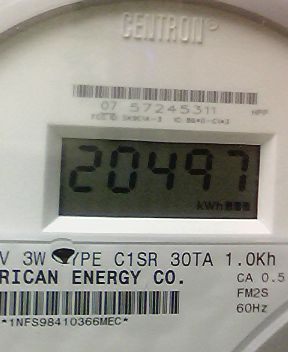 CENTRON®
07 57245311 HPP
20497
kWh
V 3W TYPE C1SR 30TA 1.0Kh
RICAN ENERGY CO. CA 0.5
FM2S
*1NFS98410366MEC* 60Hz